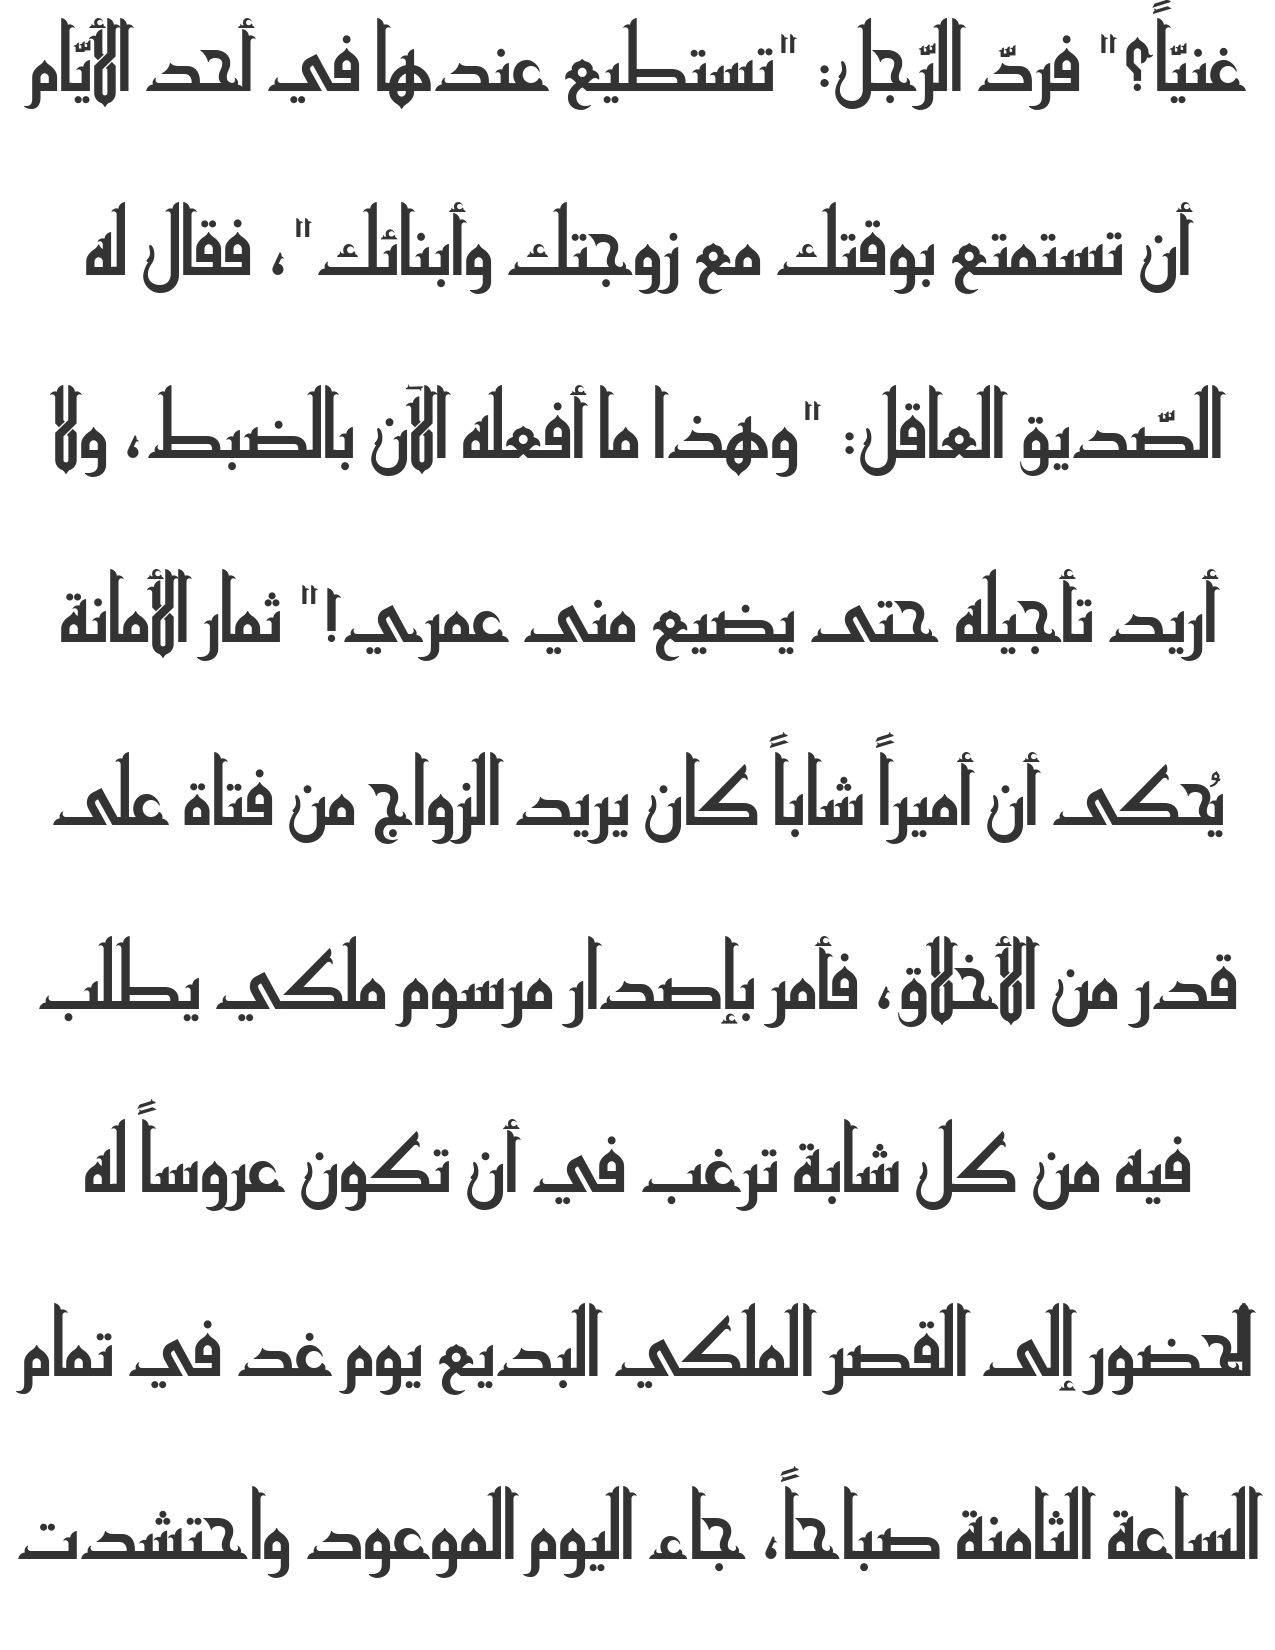 غنيّاً؟" فردّ الرّجل: "تستطيع عندها في أحد الأيّام
أن تستمتع بوقتك مع زوجتك وأبنائك"، فقال له
الصّديق العاقل: "وهذا ما أفعله الآن بالضبط، ولا
أريد تأجيله حتى يضيع مني عمري!" ثمار الأمانة
يُحكى أن أميراً شاباً كان يريد الزواج من فتاة على
قدر من الأخلاق، فأمر بإصدار مرسوم ملكي يطلب
فيه من كل شابة ترغب في أن تكون عروساً له
الحضور إلى القصر الملكي البديع يوم غد في تمام
الساعة الثامنة صباحاً، جاء اليوم الموعود واحتشدت